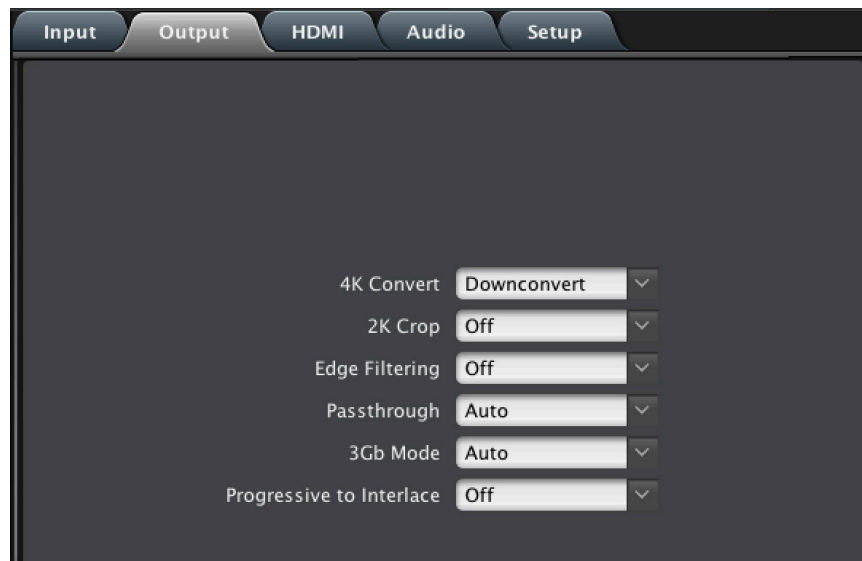 Input Output HDMI Audio Setup
4K Convert Downconvert
2K Crop Off
Edge Filtering Off
Passthrough Auto
3Gb Mode Auto
Progressive to Interlace Off